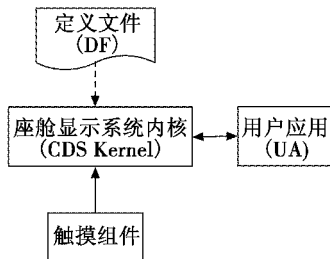 定义文件
(DF)
座舱显示系统内核
(CDS Kernel)
用户应用
(UA)
触摸组件